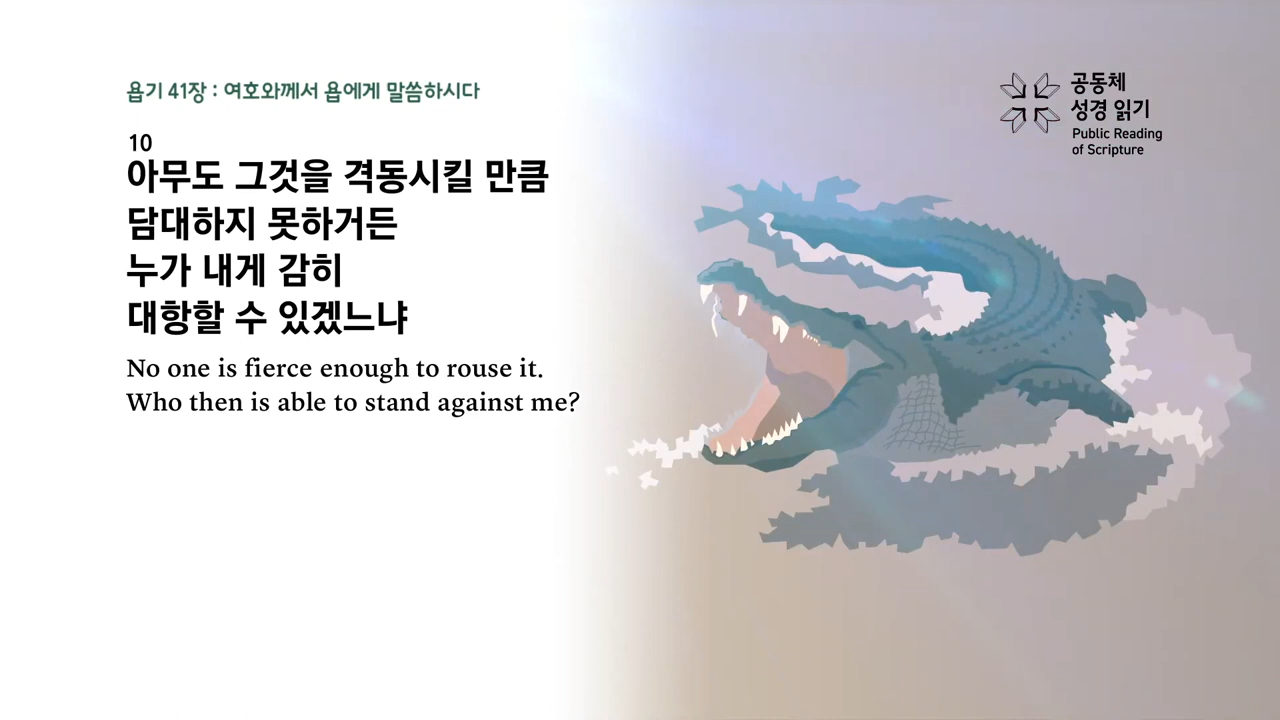 욥기 41장 : 여호와께서 욥에게 말씀하시다
공동체
성경 읽기
Public Reading
of Scripture
10
아무도 그것을 격동시킬 만큼
담대하지 못하거든
누가 내게 감히
대항할 수 있겠느냐
No one is fierce enough to rouse it.
Who then is able to stand against me?